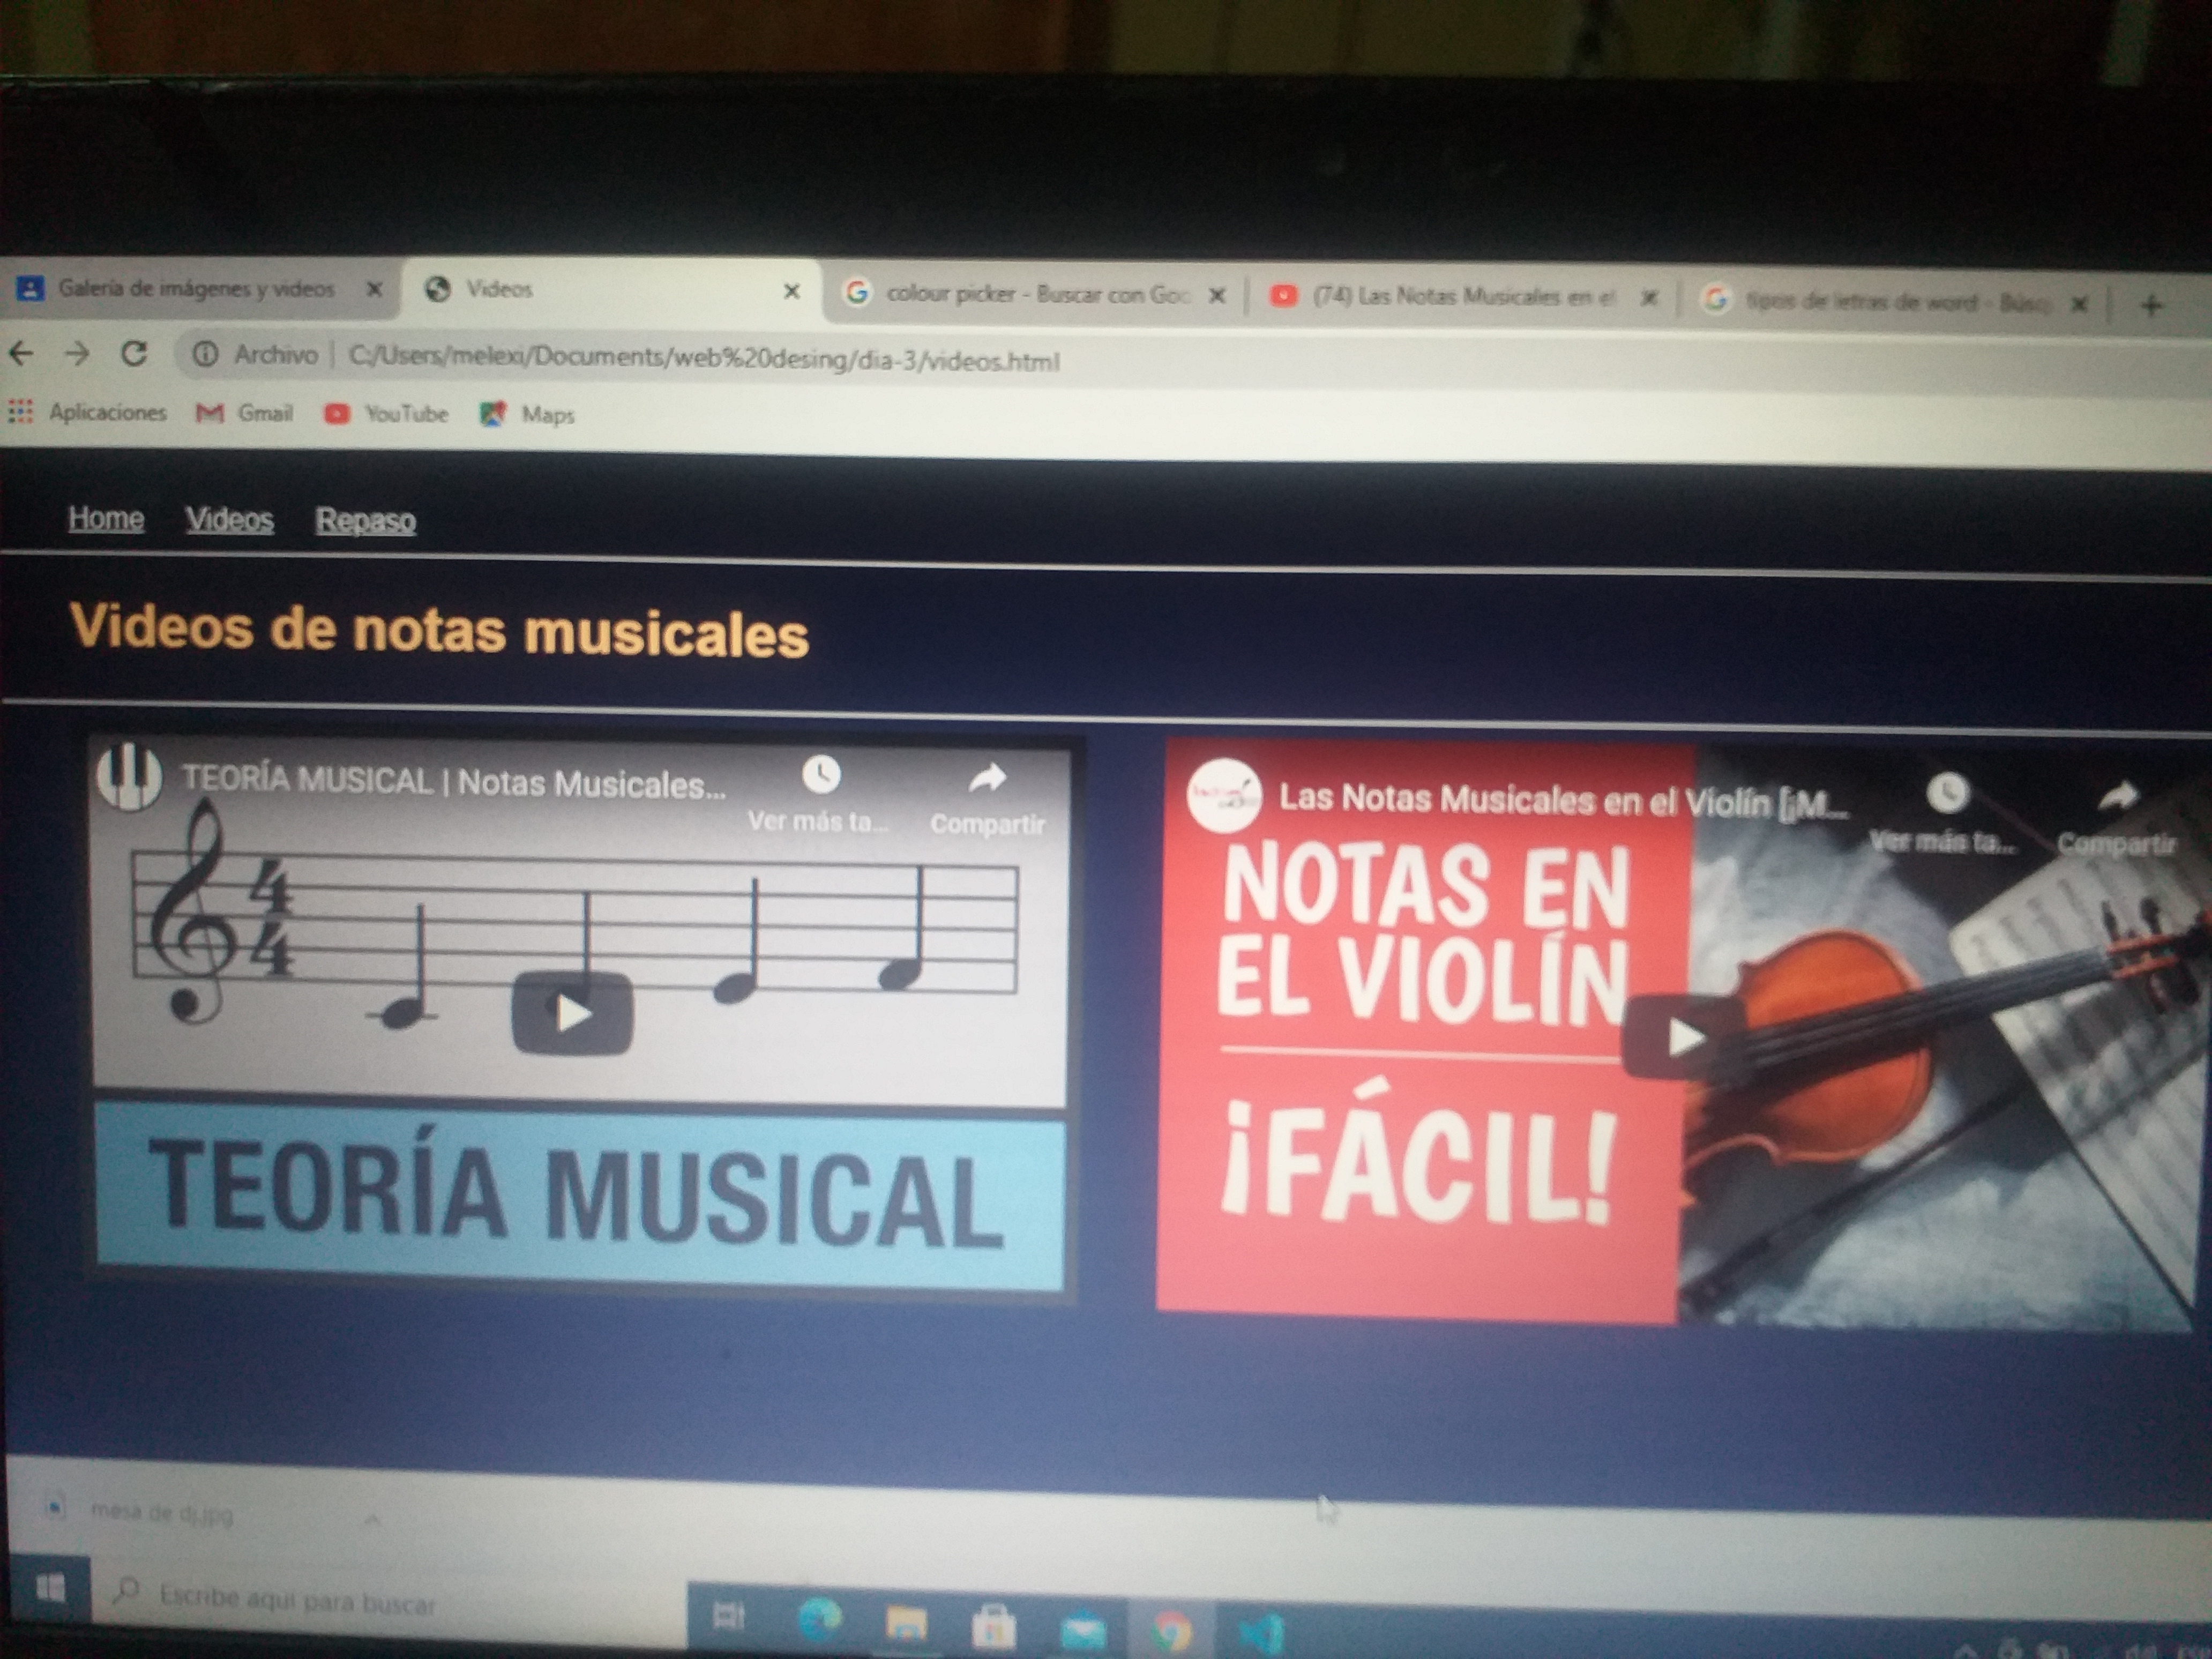 Galería de imágenes y videos
Videos
colour picker - Buscar con Goo
(74) Las Notas Musicales en el
tipos de letras de word - Búsq
Archivo | C:/Users/melexi/Documents/web%20desing/dia-3/videos.html
Aplicaciones Gmail YouTube Maps
Home Videos Repaso
Videos de notas musicales
TEORÍA MUSICAL | Notas Musicales...
Ver más ta...
Compartir
4
4
TEORÍA MUSICAL
Las Notas Musicales en el Violín [¡M...
Ver más ta...
Compartir
NOTAS EN
EL VIOLÍN
¡FÁCIL!
mesa de dj.jpg
Escribe aquí para buscar